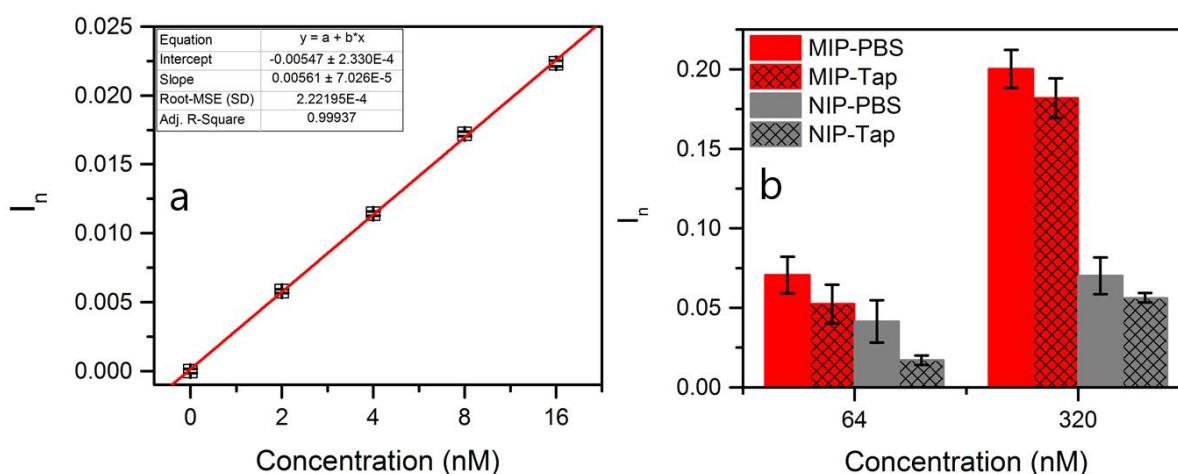 0.025
0.020
0.015
0.010
0.005
0.000
I_n
Equation y = a + b*x
Intercept -0.00547 ± 2.330E-4
Slope 0.00561 ± 7.026E-5
Root-MSE (SD) 2.22195E-4
Adj. R-Square 0.99937
a
0 2 4 8 16
Concentration (nM)
MIP-PBS
MIP-Tap
NIP-PBS
NIP-Tap
0.20
0.15
0.10
0.05
0.00
I_n
b
64 320
Concentration (nM)